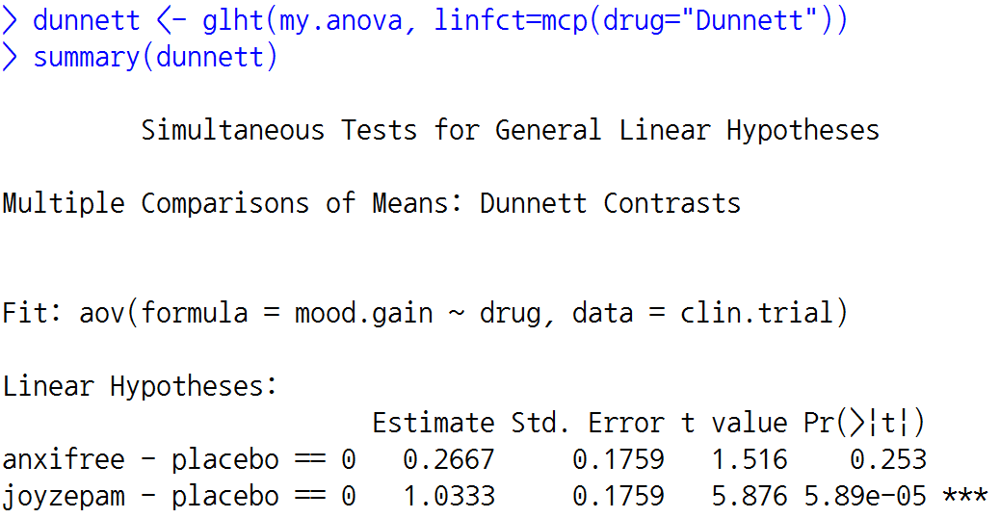 > dunnett <- glht(my.anova, linfct=mcp(drug="Dunnett"))
> summary(dunnett)
Simultaneous Tests for General Linear Hypotheses
Multiple Comparisons of Means: Dunnett Contrasts
Fit: aov(formula = mood.gain ~ drug, data = clin.trial)
Linear Hypotheses:
Estimate Std. Error t value Pr(>|t|)
anxifree - placebo == 0 0.2667 0.1759 1.516 0.253
joyzepam - placebo == 0 1.0333 0.1759 5.876 5.89e-05 ***